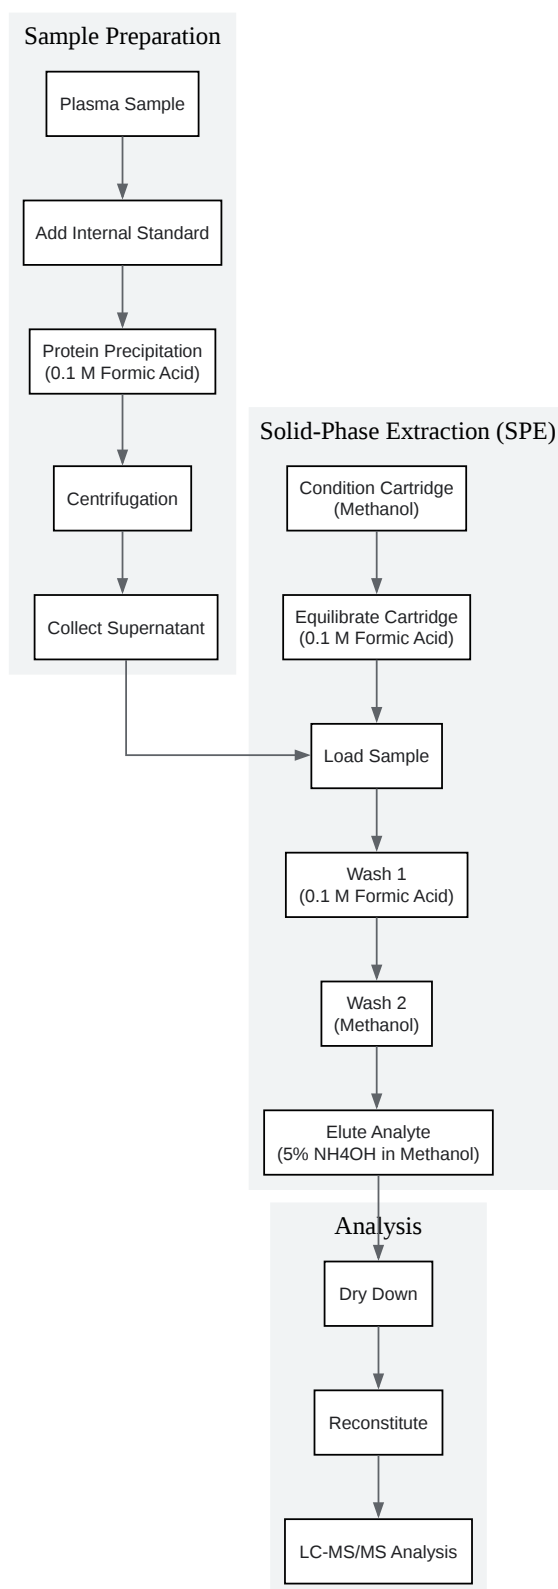 Sample Preparation
Plasma Sample
Add Internal Standard
Protein Precipitation
(0.1 M Formic Acid)
Centrifugation
Collect Supernatant
Solid-Phase Extraction (SPE)
Condition Cartridge
(Methanol)
Equilibrate Cartridge
(0.1 M Formic Acid)
Load Sample
Wash 1
(0.1 M Formic Acid)
Wash 2
(Methanol)
Elute Analyte
(5% NH4OH in Methanol)
Analysis
Dry Down
Reconstitute
LC-MS/MS Analysis